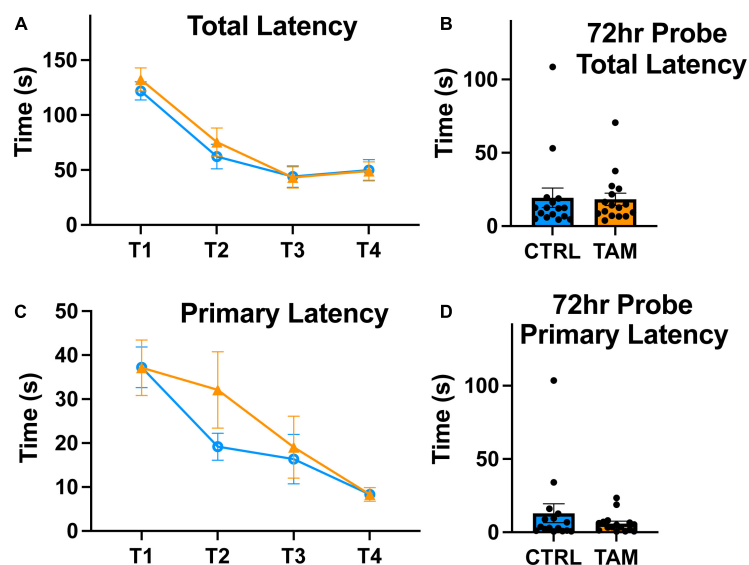 A
Total Latency
Time (s)
150
100
50
0
T1 T2 T3 T4
B
72hr Probe
Total Latency
Time (s)
100
50
0
CTRL TAM
C
Primary Latency
Time (s)
50
40
30
20
10
0
T1 T2 T3 T4
D
72hr Probe
Primary Latency
Time (s)
100
50
0
CTRL TAM